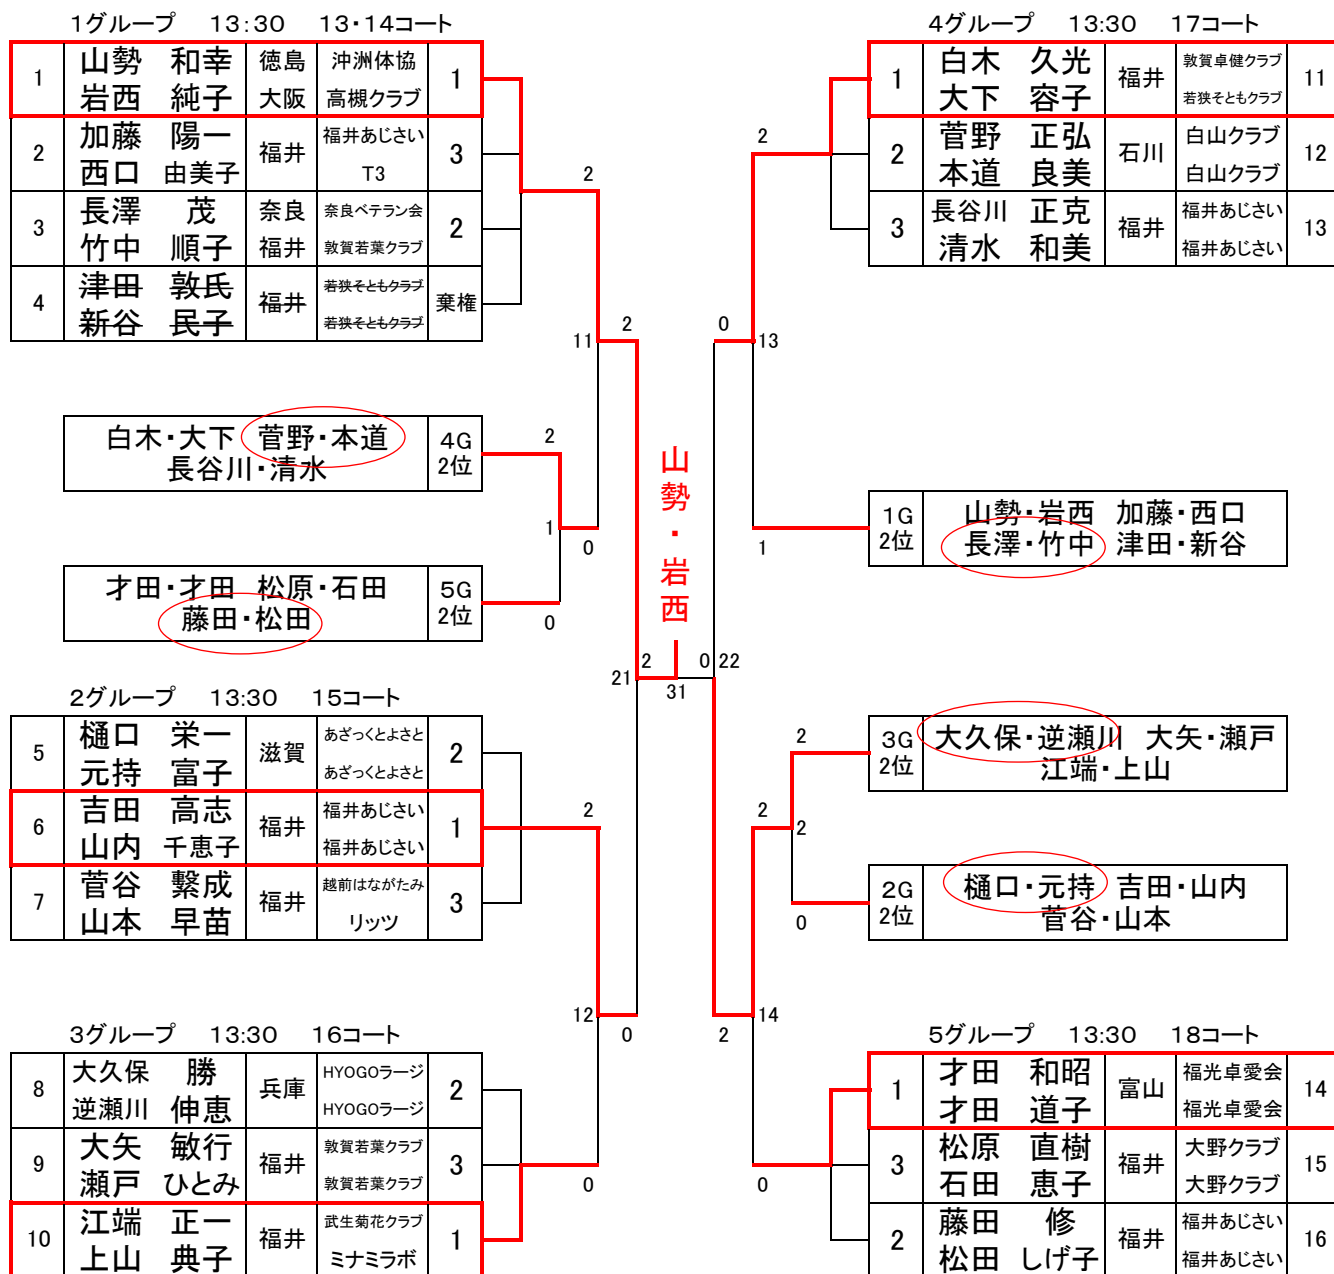 1グループ 13:30 13・14コート
1 山勢 和幸 徳島 沖洲体協 1
岩西 純子 大阪 高槻クラブ
2 加藤 陽一 福井 福井あじさい 3
西口 由美子 T3
3 長澤 茂 奈良 奈良ベテラン会 2
竹中 順子 福井 敦賀若葉クラブ
4 津田 敦氏 福井 若狭そともクラブ 棄権
新谷 民子 若狭そともクラブ
2
11
2
白木・大下 菅野・本道 4G
長谷川・清水 2位
2
1
0
才田・才田 松原・石田 5G
藤田・松田 2位
0
2グループ 13:30 15コート
5 樋口 栄一 滋賀 あざっくとよさと 2
元持 富子 あざっくとよさと
6 吉田 高志 福井 福井あじさい 1
山内 千恵子 福井あじさい
7 菅谷 繋成 福井 越前はながたみ 3
山本 早苗 リッツ
2
12
0
3グループ 13:30 16コート
8 大久保 勝 兵庫 HYOGOラージ 2
逆瀬川 伸恵 HYOGOラージ
9 大矢 敏行 福井 敦賀若葉クラブ 3
瀬戸 ひとみ 敦賀若葉クラブ
10 江端 正一 福井 武生菊花クラブ 1
上山 典子 ミナミラボ
0
山勢・岩西
21 2 0 22
31
4グループ 13:30 17コート
1 白木 久光 福井 敦賀卓健クラブ 11
大下 容子 若狭そともクラブ
2 菅野 正弘 石川 白山クラブ 12
本道 良美 白山クラブ
3 長谷川 正克 福井 福井あじさい 13
清水 和美 福井あじさい
2
0
13
1G 山勢・岩西 加藤・西口
2位 長澤・竹中 津田・新谷
1
3G 大久保・逆瀬川 大矢・瀬戸
2位 江端・上山
2
2
2
2G 樋口・元持 吉田・山内
2位 菅谷・山本
0
14
2
5グループ 13:30 18コート
1 才田 和昭 富山 福光卓愛会 14
才田 道子 福光卓愛会
3 松原 直樹 福井 大野クラブ 15
石田 恵子 大野クラブ
2 藤田 修 福井 福井あじさい 16
松田 しげ子 福井あじさい
0